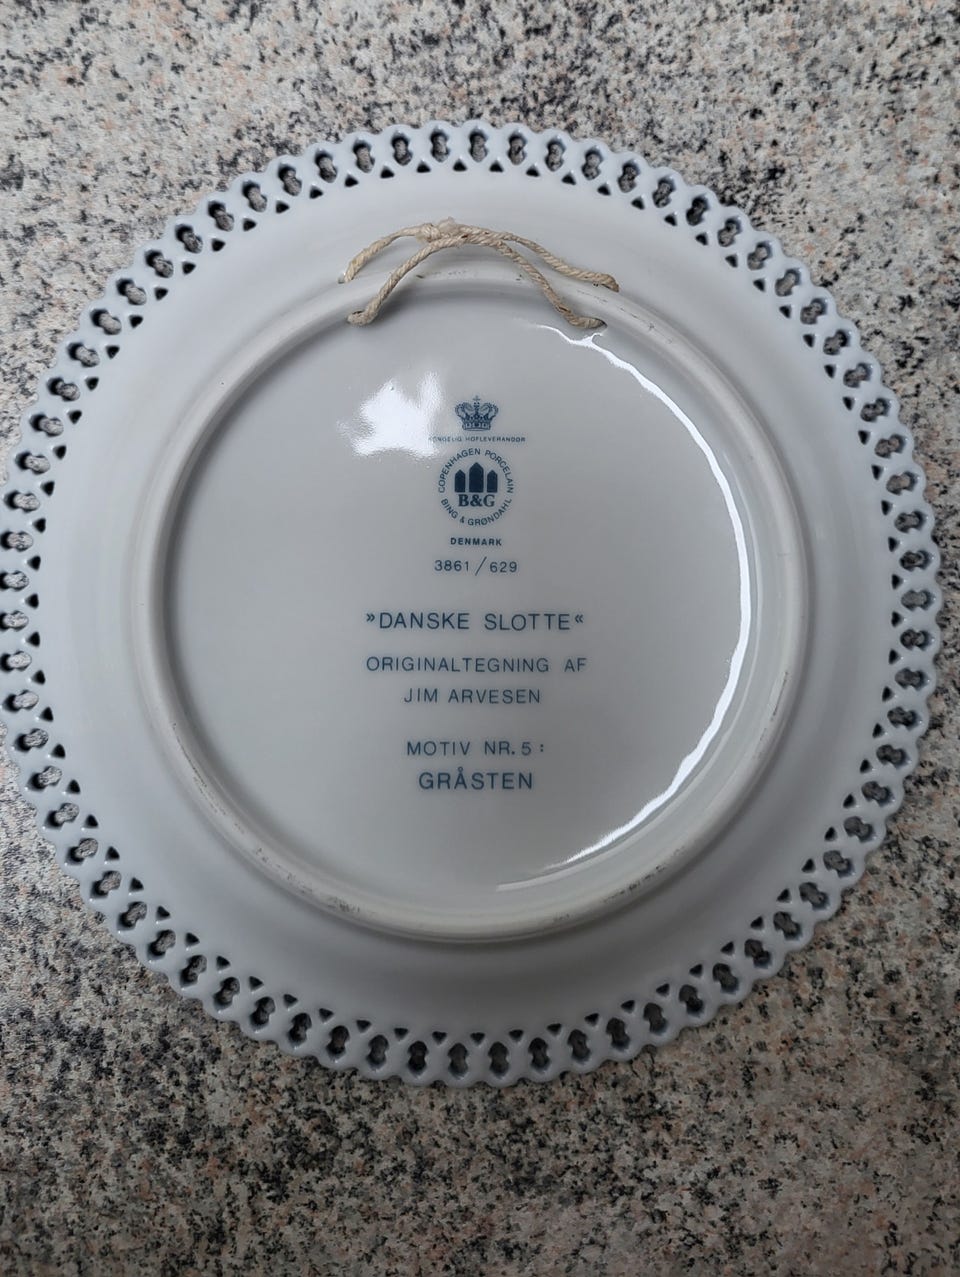 KONGELIG HOFLEVERANDØR
COPENHAGEN PORCELAIN
B&G
BING & GRØNDAHL
DENMARK
3861/629
»DANSKE SLOTTE«
ORIGINALTEGNING AF
JIM ARVESEN
MOTIV NR. 5:
GRÅSTEN